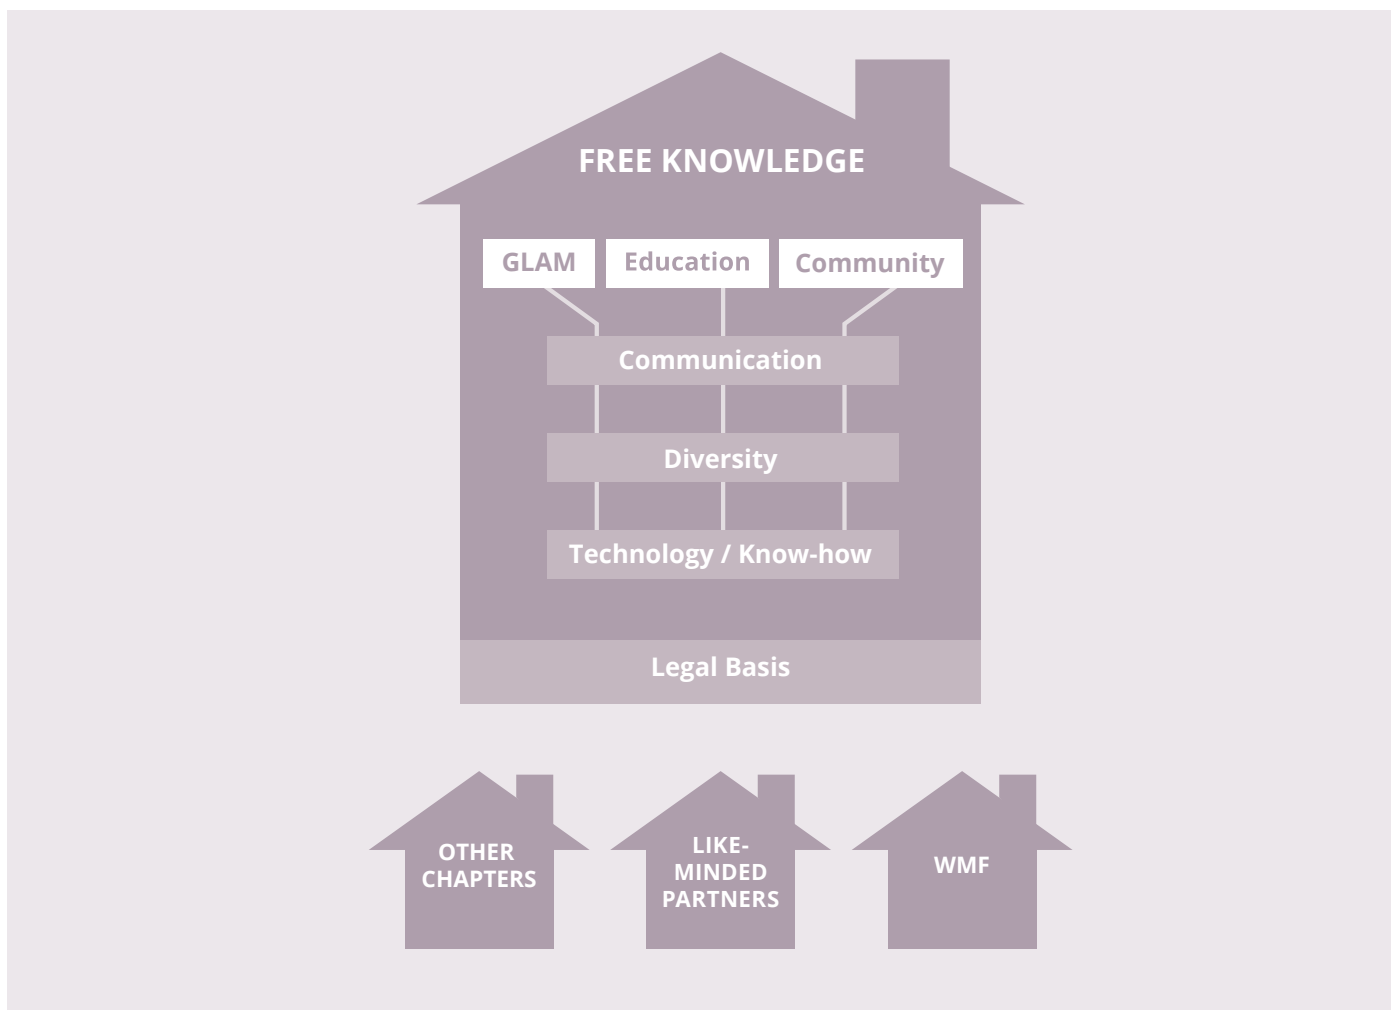 FREE KNOWLEDGE
GLAM
Education
Community
Communication
Diversity
Technology / Know-how
Legal Basis
OTHER
CHAPTERS
LIKE-
MINDED
PARTNERS
WMF